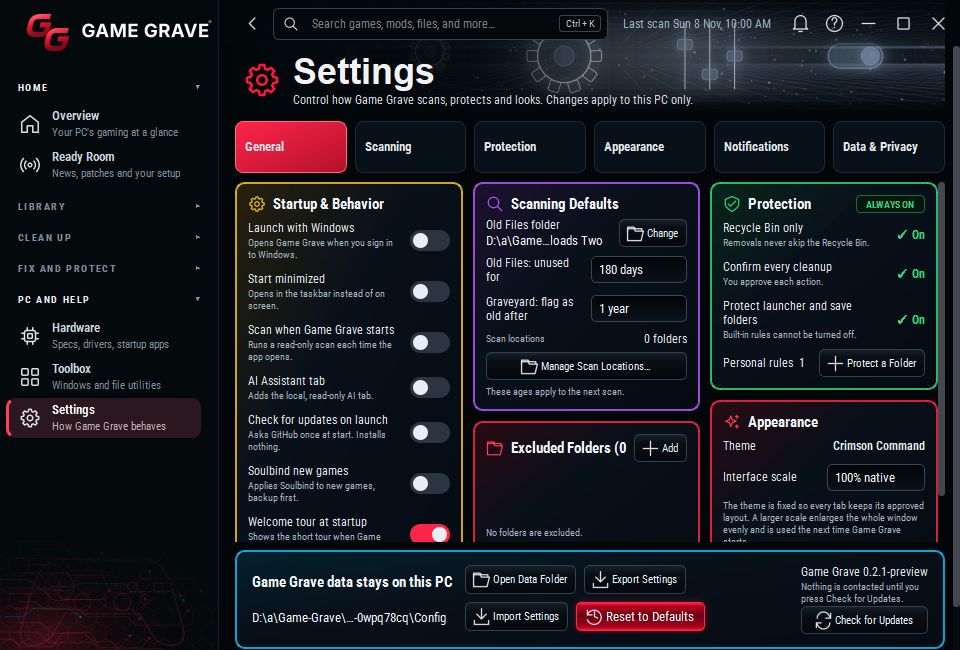 GAME GRAVE
Search games, mods, files, and more...
Ctrl + K
Last scan Sun 8 Nov, 10:00 AM
HOME
Overview
Your PC's gaming at a glance
Ready Room
News, patches and your setup
LIBRARY
CLEAN UP
FIX AND PROTECT
PC AND HELP
Hardware
Specs, drivers, startup apps
Toolbox
Windows and file utilities
Settings
How Game Grave behaves
Settings
Control how Game Grave scans, protects and looks. Changes apply to this PC only.
General
Scanning
Protection
Appearance
Notifications
Data & Privacy
Startup & Behavior
Launch with Windows
Opens Game Grave when you sign in
to Windows.
Start minimized
Opens in the taskbar instead of on
screen.
Scan when Game Grave starts
Runs a read-only scan each time the
app opens.
AI Assistant tab
Adds the local, read-only AI tab.
Check for updates on launch
Asks GitHub once at start. Installs
nothing.
Soulbind new games
Applies Soulbind to new games,
backup first.
Welcome tour at startup
Shows the short tour when Game
Scanning Defaults
Old Files folder
D:\a\Game...loads Two
Change
Old Files: unused
for
180 days
Graveyard: flag as
old after
1 year
Scan locations
0 folders
Manage Scan Locations...
These ages apply to the next scan.
Excluded Folders (0
Add
No folders are excluded.
Protection
ALWAYS ON
Recycle Bin only
Removals never skip the Recycle Bin.
✓ On
Confirm every cleanup
You approve each action.
✓ On
Protect launcher and save
folders
Built-in rules cannot be turned off.
✓ On
Personal rules 1
Protect a Folder
Appearance
Theme
Crimson Command
Interface scale
100% native
The theme is fixed so every tab keeps its approved
layout. A larger scale enlarges the whole window
evenly and is used the next time Game Grave
starts.
Game Grave data stays on this PC
D:\a\Game-Grave\...-0wpq78cq\Config
Open Data Folder
Export Settings
Import Settings
Reset to Defaults
Game Grave 0.2.1-preview
Nothing is contacted until you
press Check for Updates.
Check for Updates